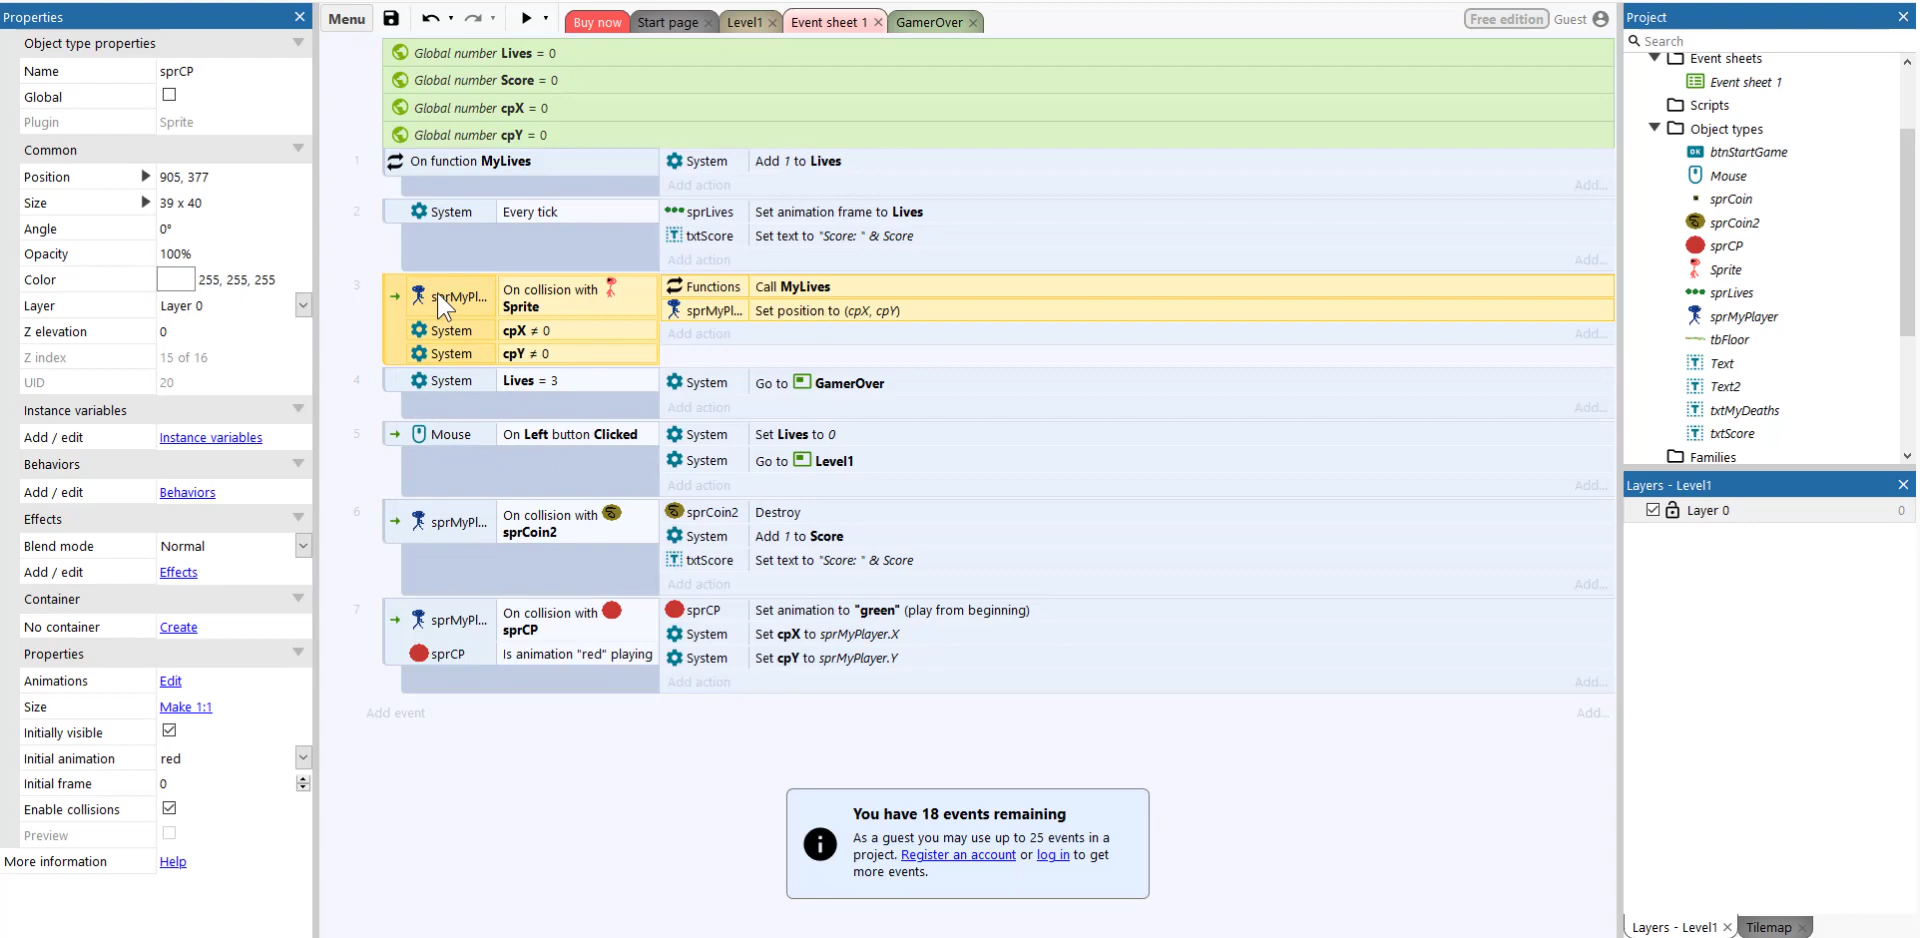 Properties
Object type properties
Name sprCP
Global
Plugin Sprite
Common
Position 905, 377
Size 39 x 40
Angle 0°
Opacity 100%
Color 255, 255, 255
Layer Layer 0
Z elevation 0
Z index 15 of 16
UID 20
Instance variables
Add / edit Instance variables
Behaviors
Add / edit Behaviors
Effects
Blend mode Normal
Add / edit Effects
Container
No container Create
Properties
Animations Edit
Size Make 1:1
Initially visible
Initial animation red
Initial frame 0
Enable collisions
Preview
More information Help
Menu
Buy now Start page Level1 Event sheet 1 GamerOver
Free edition Guest
Global number Lives = 0
Global number Score = 0
Global number cpX = 0
Global number cpY = 0
1 On function MyLives System Add 1 to Lives
Add action Add...
2 System Every tick sprLives Set animation frame to Lives
txtScore Set text to "Score: " & Score
Add action Add...
3 sprMyPl... On collision with Sprite Functions Call MyLives
sprMyPl... Set position to (cpX, cpY)
System cpX ≠ 0 Add action Add...
System cpY ≠ 0
4 System Lives = 3 System Go to GamerOver
Add action Add...
5 Mouse On Left button Clicked System Set Lives to 0
System Go to Level1
Add action Add...
6 sprMyPl... On collision with sprCoin2 sprCoin2 Destroy
System Add 1 to Score
txtScore Set text to "Score: " & Score
Add action Add...
7 sprMyPl... On collision with sprCP sprCP Set animation to "green" (play from beginning)
System Set cpX to sprMyPlayer.X
sprCP Is animation "red" playing System Set cpY to sprMyPlayer.Y
Add action Add...
Add event Add...
You have 18 events remaining
As a guest you may use up to 25 events in a
project. Register an account or log in to get
more events.
Project
Search
Event sheets
Event sheet 1
Scripts
Object types
OK btnStartGame
Mouse
sprCoin
sprCoin2
sprCP
Sprite
sprLives
sprMyPlayer
tbFloor
Text
Text2
txtMyDeaths
txtScore
Families
Layers - Level1
Layer 0 0
Layers - Level1 Tilemap